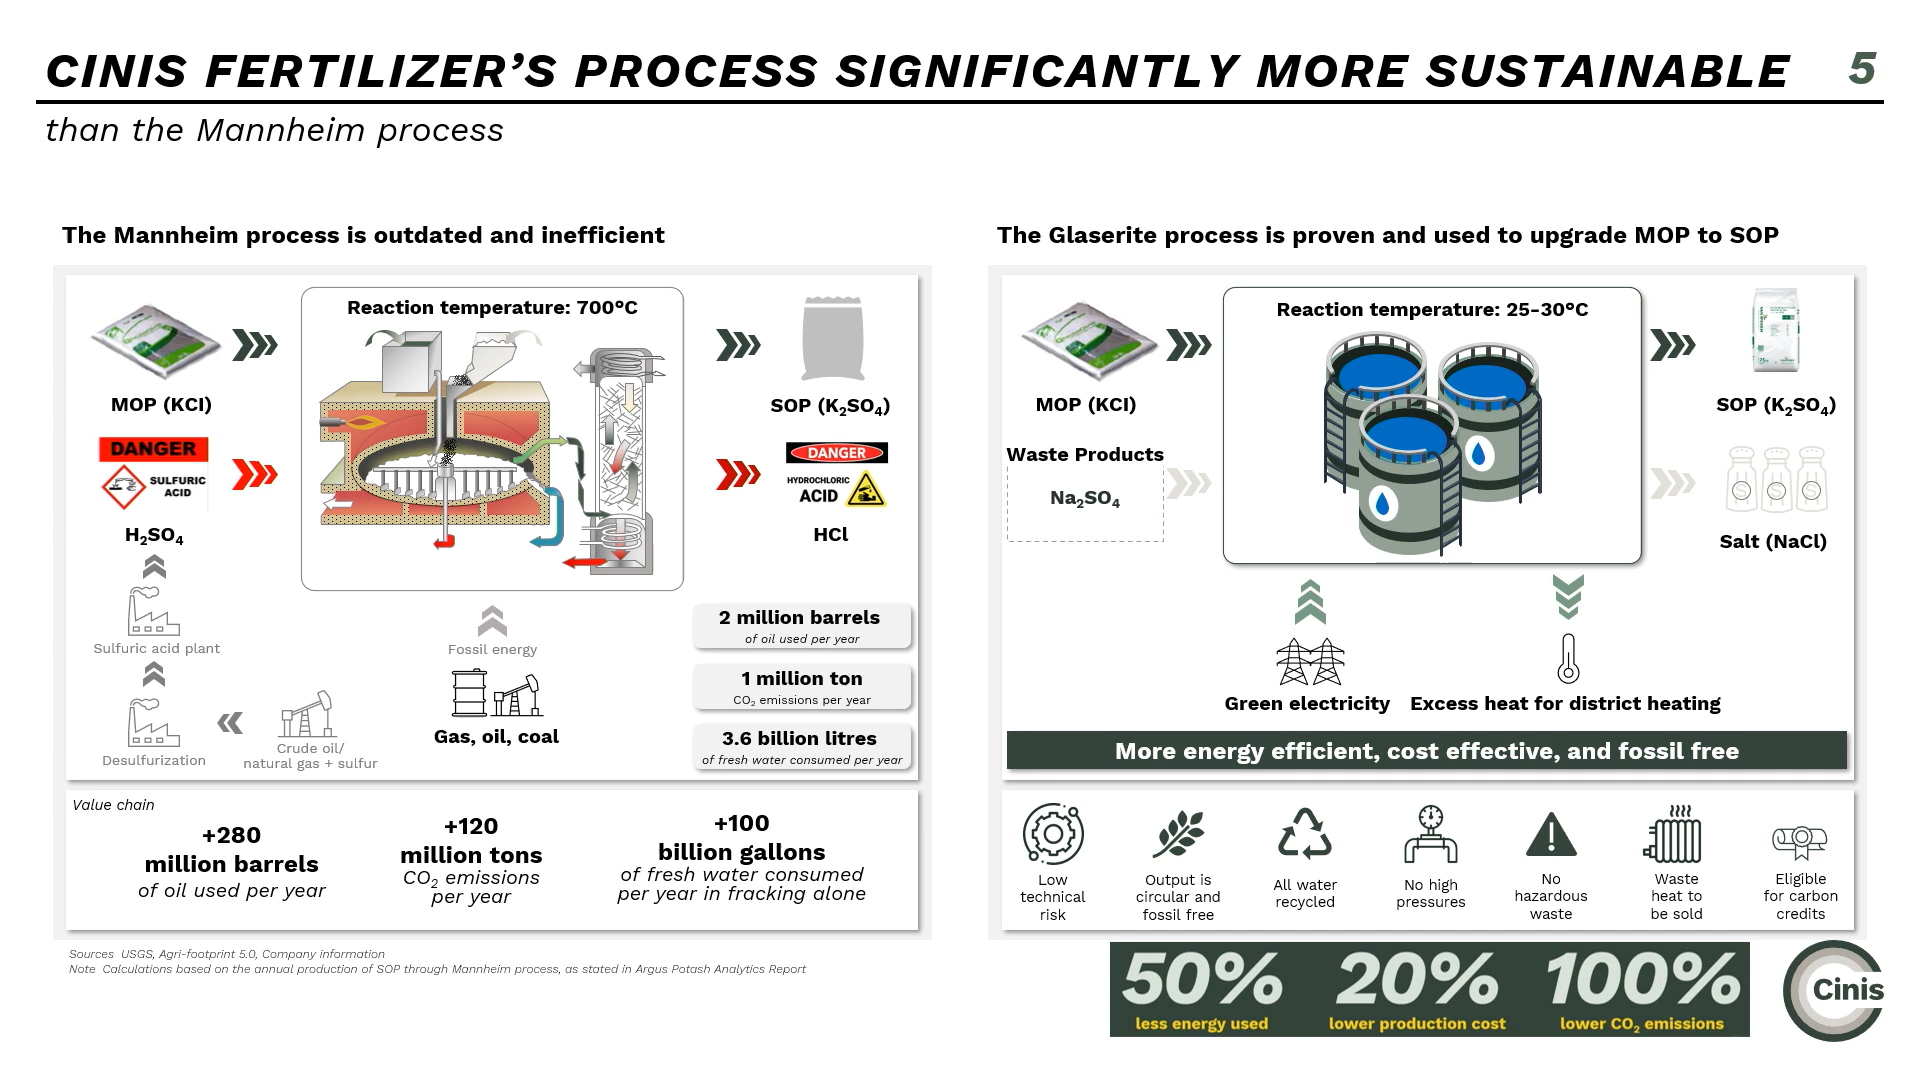 CINIS FERTILIZER’S PROCESS SIGNIFICANTLY MORE SUSTAINABLE
5
than the Mannheim process
The Mannheim process is outdated and inefficient
Reaction temperature: 700°C
MOP (KCl)
SOP (K₂SO₄)
DANGER
SULFURIC
ACID
H₂SO₄
DANGER
HYDROCHLORIC
ACID
HCl
Sulfuric acid plant
Desulfurization
Crude oil/
natural gas + sulfur
Fossil energy
Gas, oil, coal
2 million barrels
of oil used per year
1 million ton
CO₂ emissions per year
3.6 billion litres
of fresh water consumed per year
Value chain
+280
million barrels
of oil used per year
+120
million tons
CO₂ emissions
per year
+100
billion gallons
of fresh water consumed
per year in fracking alone
Sources USGS, Agri-footprint 5.0, Company information
Note Calculations based on the annual production of SOP through Mannheim process, as stated in Argus Potash Analytics Report
The Glaserite process is proven and used to upgrade MOP to SOP
Reaction temperature: 25-30°C
MOP (KCl)
SOP (K₂SO₄)
Waste Products
Na₂SO₄
S S S
Salt (NaCl)
Green electricity
Excess heat for district heating
More energy efficient, cost effective, and fossil free
Low
technical
risk
Output is
circular and
fossil free
All water
recycled
No high
pressures
No
hazardous
waste
Waste
heat to
be sold
Eligible
for carbon
credits
50%
less energy used
20%
lower production cost
100%
lower CO₂ emissions
Cinis